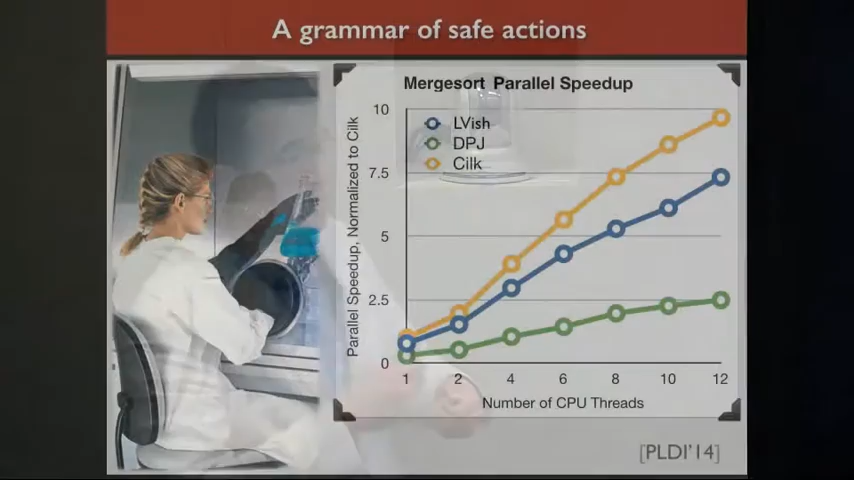 A grammar of safe actions
Mergesort Parallel Speedup
LVish
DPJ
Cilk
Parallel Speedup, Normalized to Cilk
10
7.5
5
2.5
0
1 2 4 6 8 10 12
Number of CPU Threads
[PLDI'14]